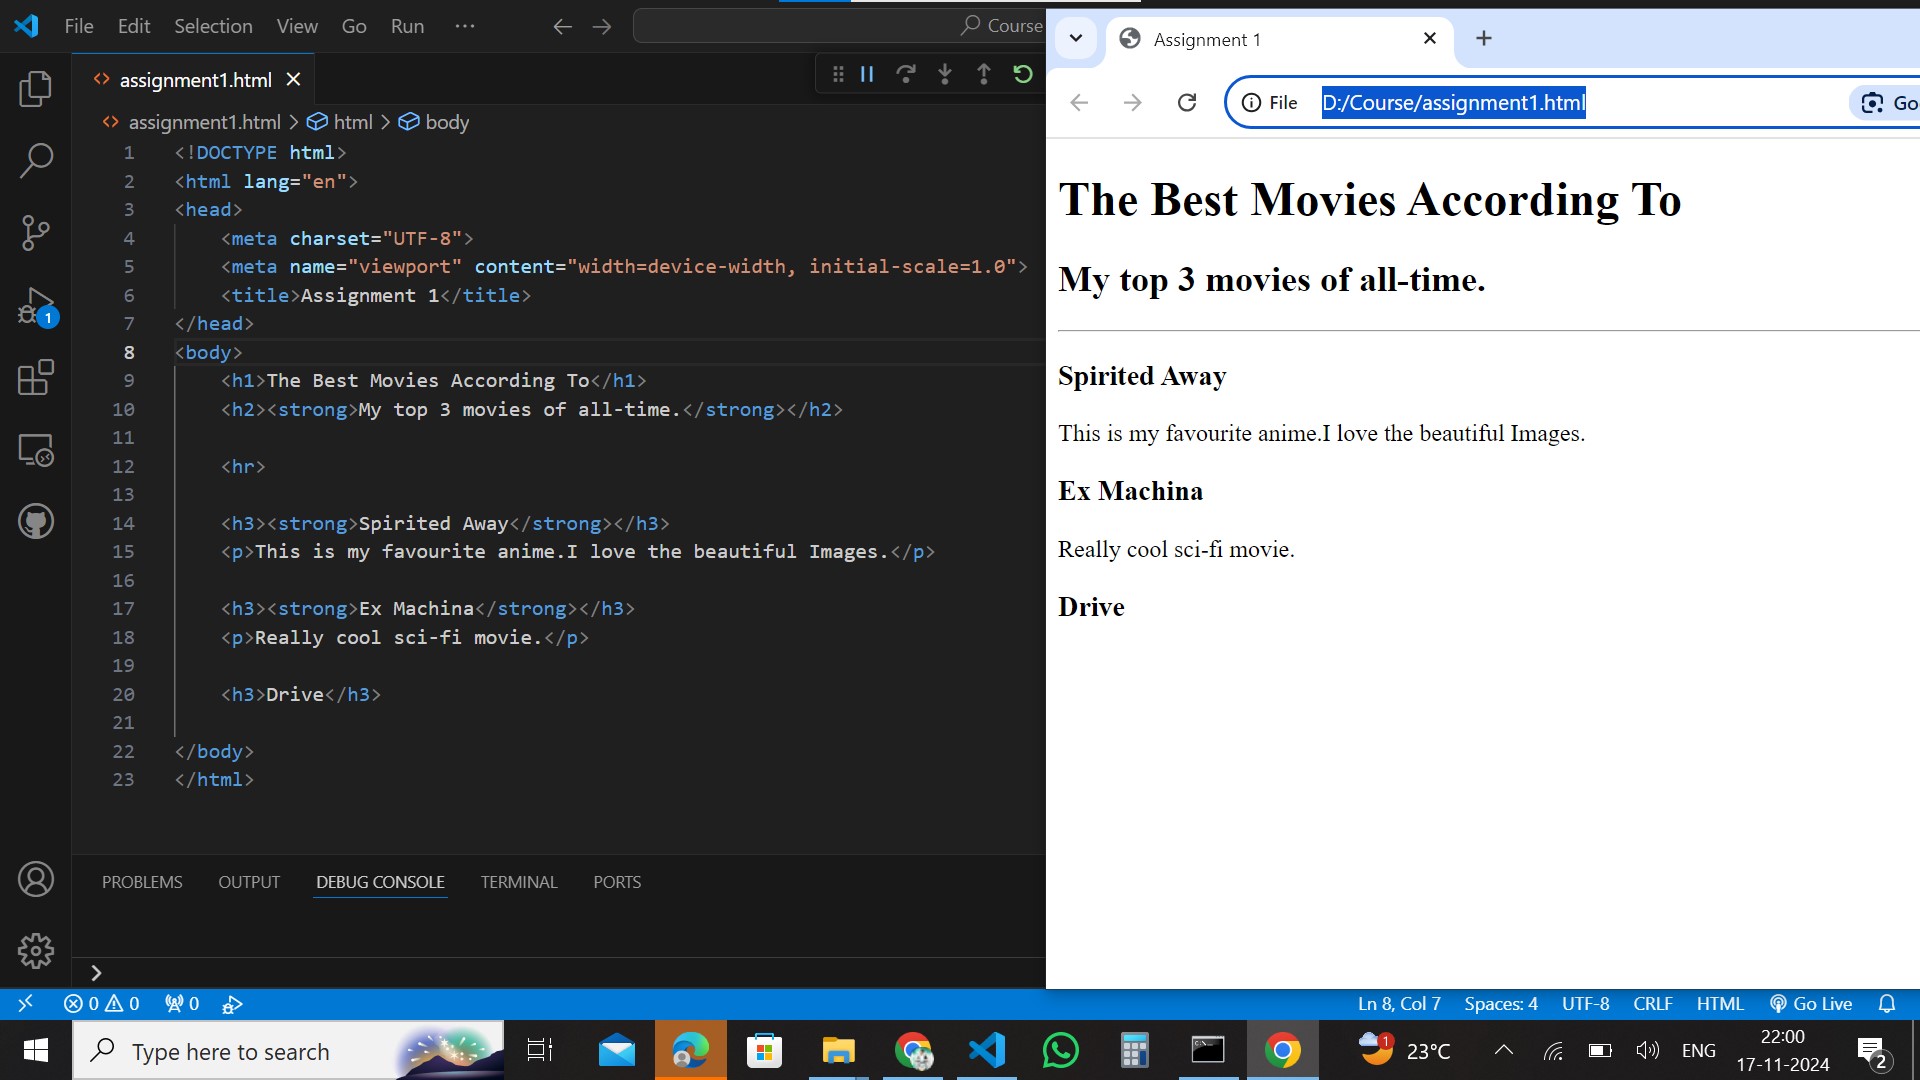 File Edit Selection View Go Run ··· Course
assignment1.html
assignment1.html > html > body
1 <!DOCTYPE html>
2 <html lang="en">
3 <head>
4 <meta charset="UTF-8">
5 <meta name="viewport" content="width=device-width, initial-scale=1.0">
6 <title>Assignment 1</title>
7 </head>
8 <body>
9 <h1>The Best Movies According To</h1>
10 <h2><strong>My top 3 movies of all-time.</strong></h2>
11
12 <hr>
13
14 <h3><strong>Spirited Away</strong></h3>
15 <p>This is my favourite anime.I love the beautiful Images.</p>
16
17 <h3><strong>Ex Machina</strong></h3>
18 <p>Really cool sci-fi movie.</p>
19
20 <h3>Drive</h3>
21
22 </body>
23 </html>
1
PROBLEMS OUTPUT DEBUG CONSOLE TERMINAL PORTS
Assignment 1
File D:/Course/assignment1.html Goo
The Best Movies According To
My top 3 movies of all-time.
Spirited Away
This is my favourite anime.I love the beautiful Images.
Ex Machina
Really cool sci-fi movie.
Drive
0 0 0 Ln 8, Col 7 Spaces: 4 UTF-8 CRLF HTML Go Live
Type here to search 1 23°C ENG 22:00
17-11-2024 2